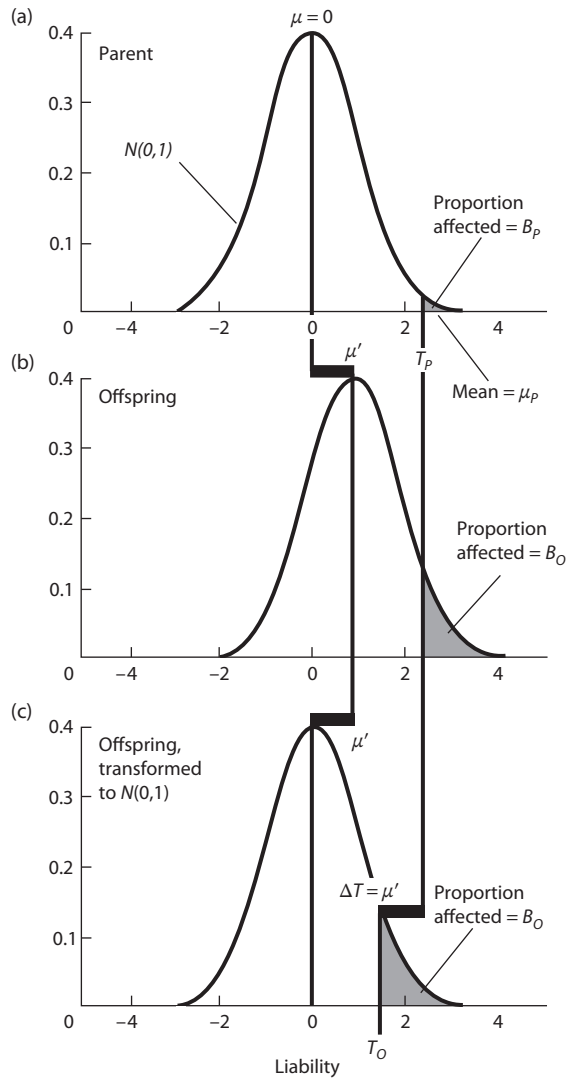 (a)
μ = 0
0.4
Parent
0.3
N(0,1)
0.2
Proportion
affected = B_P
0.1
0 −4 −2 0 2 4
T_P
Mean = μ_P
(b)
μ′
0.4
Offspring
0.3
0.2
Proportion
affected = B_O
0.1
0 −4 −2 0 2 4
(c)
μ′
0.4
Offspring,
transformed
to N(0,1)
0.3
0.2
ΔT = μ′
Proportion
affected = B_O
0.1
0 −4 −2 0 2 4
T_O
Liability